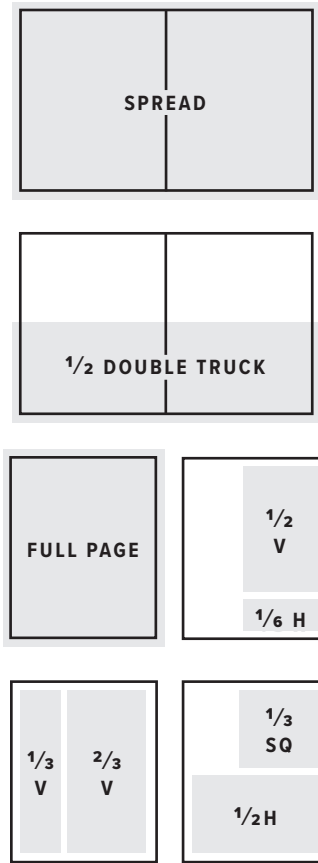 SPREAD
1/2 DOUBLE TRUCK
FULL PAGE
1/2
V
1/6 H
1/3
V
2/3
V
1/3
SQ
1/2H